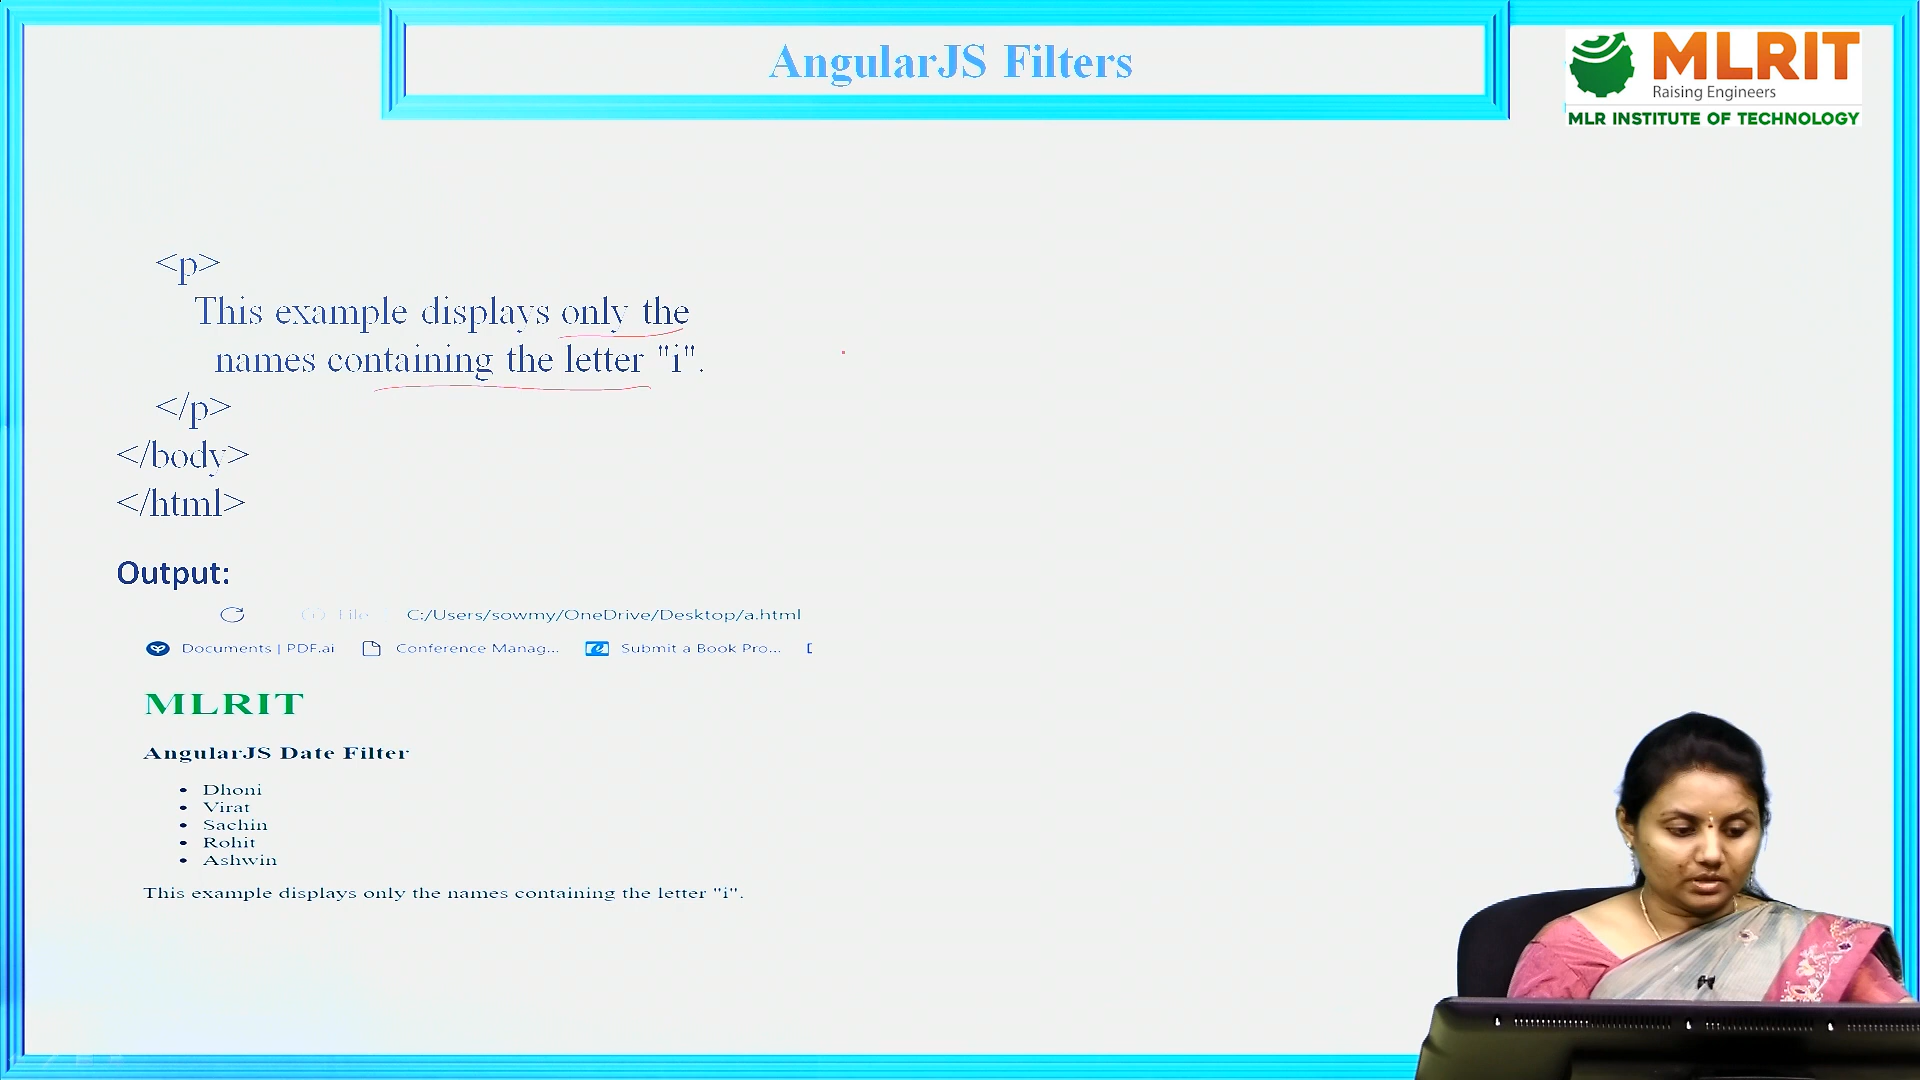 AngularJS Filters
MLRIT
Raising Engineers
MLR INSTITUTE OF TECHNOLOGY
<p>
This example displays only the
names containing the letter "i".
</p>
</body>
</html>
Output:
File C:/Users/sowmy/OneDrive/Desktop/a.html
Documents | PDF.ai Conference Manag... Submit a Book Pro...
MLRIT
AngularJS Date Filter
• Dhoni
• Virat
• Sachin
• Rohit
• Ashwin
This example displays only the names containing the letter "i".